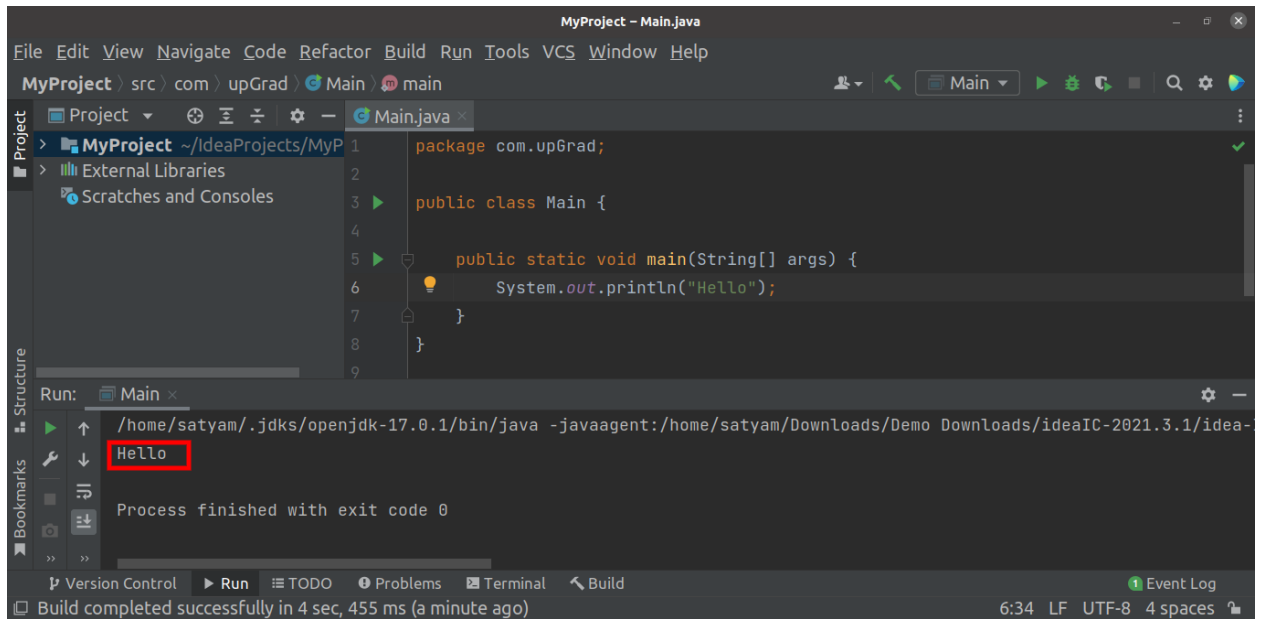 MyProject – Main.java
File Edit View Navigate Code Refactor Build Run Tools VCS Window Help
MyProject src com upGrad Main main
Main
Project
Project
Main.java
MyProject ~/IdeaProjects/MyP
External Libraries
Scratches and Consoles
1 package com.upGrad;
2
3 public class Main {
4
5 public static void main(String[] args) {
6 System.out.println("Hello");
7 }
8 }
9
Structure
Bookmarks
Run: Main
/home/satyam/.jdks/openjdk-17.0.1/bin/java -javaagent:/home/satyam/Downloads/Demo Downloads/ideaIC-2021.3.1/idea-
Hello
Process finished with exit code 0
Version Control Run TODO Problems Terminal Build 1 Event Log
Build completed successfully in 4 sec, 455 ms (a minute ago) 6:34 LF UTF-8 4 spaces